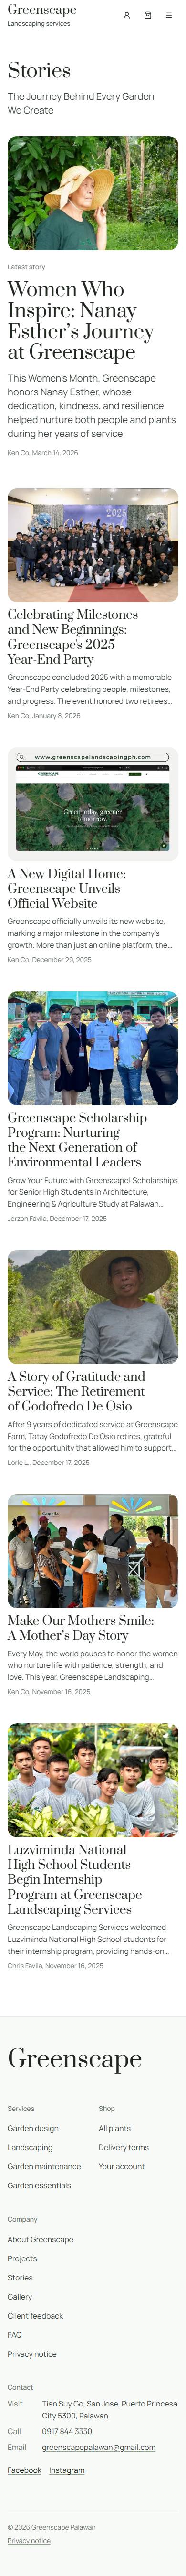 Greenscape
Landscaping services
Stories
The Journey Behind Every Garden
We Create
Latest story
Women Who
Inspire: Nanay
Esther's Journey
at Greenscape
This Women's Month, Greenscape
honors Nanay Esther, whose
dedication, kindness, and resilience
helped nurture both people and plants
during her years of service.
Ken Co, March 14, 2026
2025
Celebrating Milestones
and New Beginnings:
Greenscape's 2025
Year-End Party
Greenscape concluded 2025 with a memorable
Year-End Party celebrating people, milestones,
and progress. The event honored two retirees...
Ken Co, January 8, 2026
www.greenscapelandscapingph.com
Green today, greener
tomorrow.
A New Digital Home:
Greenscape Unveils
Official Website
Greenscape officially unveils its new website,
marking a major milestone in the company's
growth. More than just an online platform, the...
Ken Co, December 29, 2025
Greenscape Scholarship
Program: Nurturing
the Next Generation of
Environmental Leaders
Grow Your Future with Greenscape! Scholarships
for Senior High Students in Architecture,
Engineering & Agriculture Study at Palawan...
Jerzon Favila, December 17, 2025
A Story of Gratitude and
Service: The Retirement
of Godofredo De Osio
After 9 years of dedicated service at Greenscape
Farm, Tatay Godofredo De Osio retires, grateful
for the opportunity that allowed him to support...
Lorie L., December 17, 2025
Make Our Mothers Smile:
A Mother's Day Story
Every May, the world pauses to honor the women
who nurture life with patience, strength, and
love. This year, Greenscape Landscaping...
Ken Co, November 16, 2025
Luzviminda National
High School Students
Begin Internship
Program at Greenscape
Landscaping Services
Greenscape Landscaping Services welcomed
Luzviminda National High School students for
their internship program, providing hands-on...
Chris Favila, November 16, 2025
Greenscape
Services
Garden design
Landscaping
Garden maintenance
Garden essentials
Shop
All plants
Delivery terms
Your account
Company
About Greenscape
Projects
Stories
Gallery
Client feedback
FAQ
Privacy notice
Contact
Visit Tian Suy Go, San Jose, Puerto Princesa
City 5300, Palawan
Call 0917 844 3330
Email greenscapepalawan@gmail.com
Facebook Instagram
© 2026 Greenscape Palawan
Privacy notice